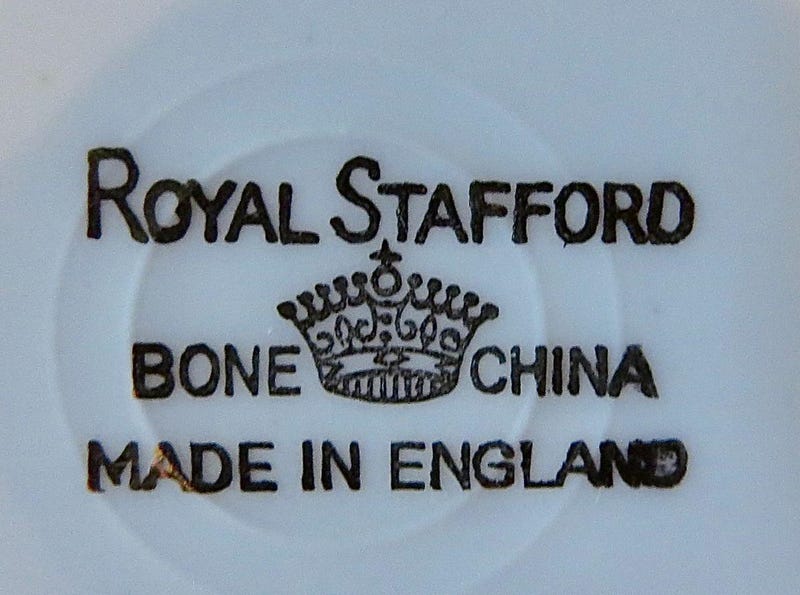 ROYAL STAFFORD
BONE CHINA
MADE IN ENGLAND